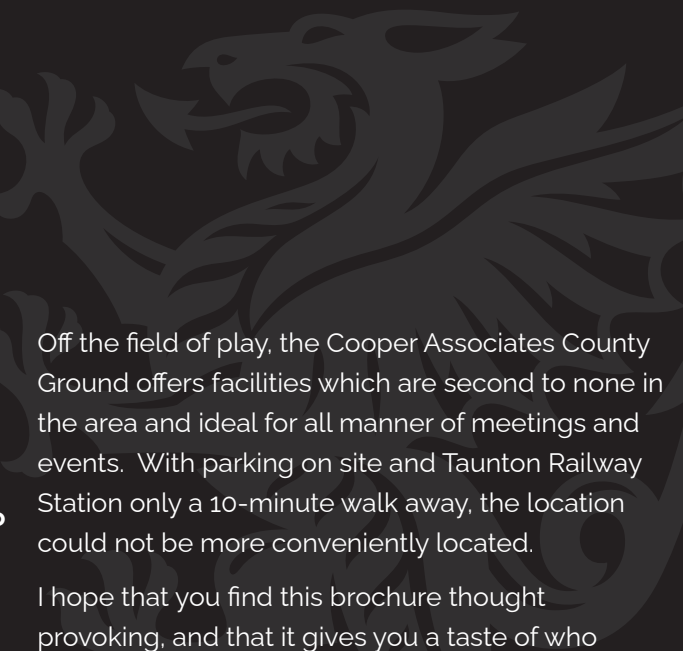 Off the field of play, the Cooper Associates County
Ground offers facilities which are second to none in
the area and ideal for all manner of meetings and
events.  With parking on site and Taunton Railway
Station only a 10-minute walk away, the location
could not be more conveniently located.
I hope that you find this brochure thought
provoking, and that it gives you a taste of who